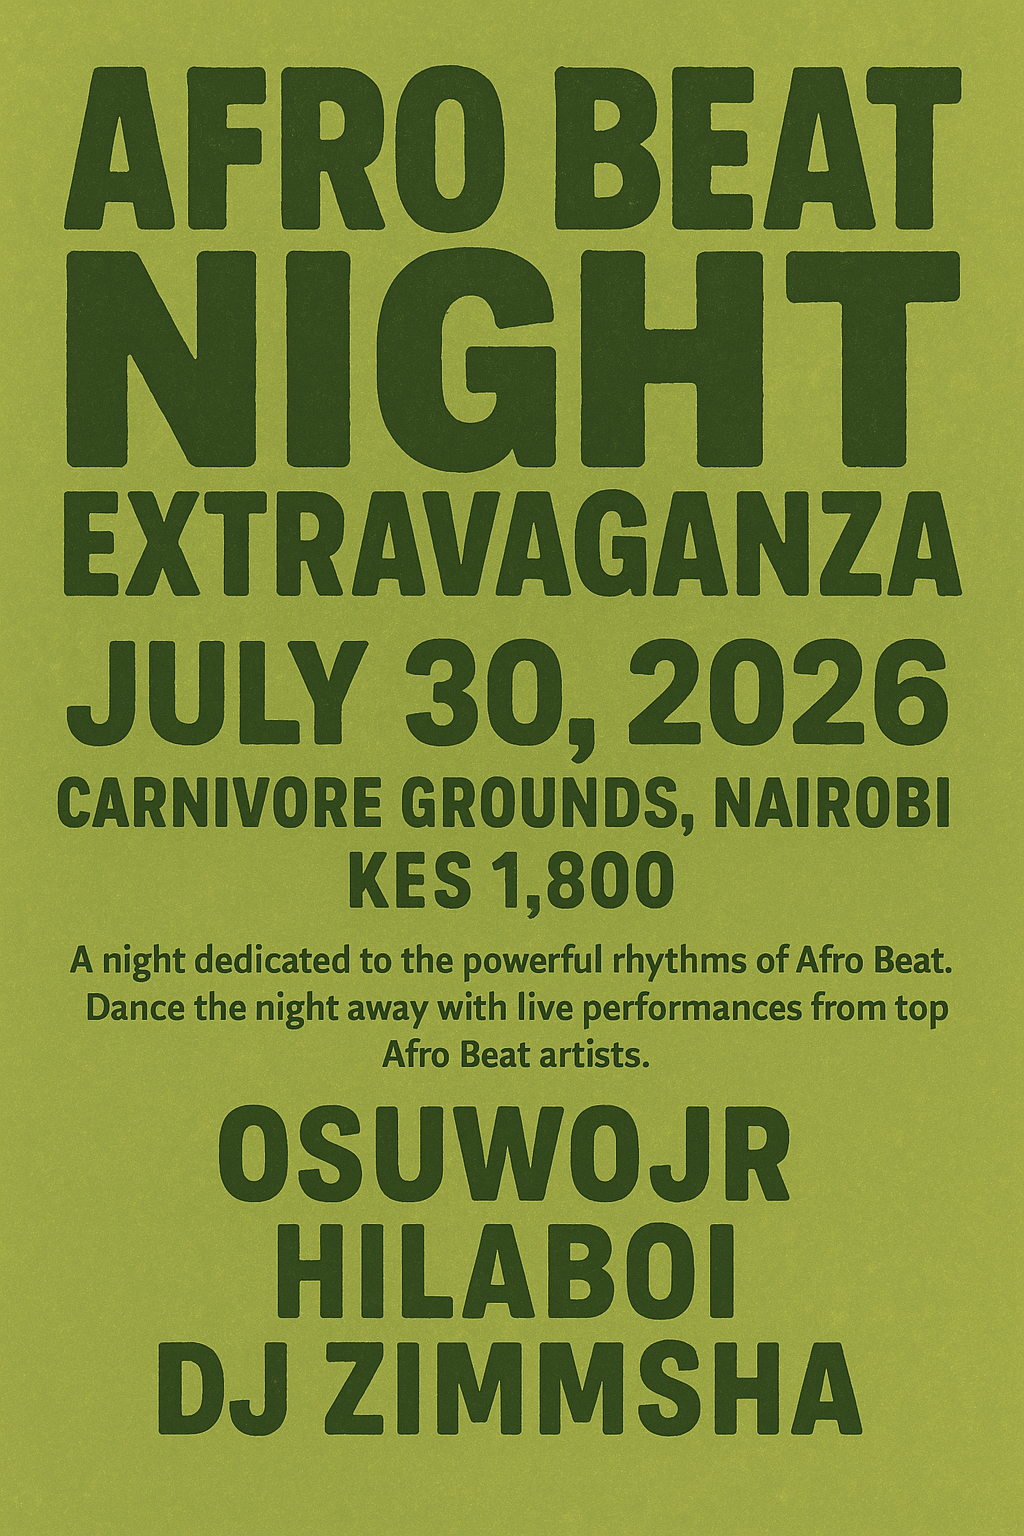 AFRO BEAT
NIGHT
EXTRAVAGANZA
JULY 30, 2026
CARNIVORE GROUNDS, NAIROBI
KES 1,800
A night dedicated to the powerful rhythms of Afro Beat.
Dance the night away with live performances from top
Afro Beat artists.
OSUWOJR
HILABOI
DJ ZIMMSHA